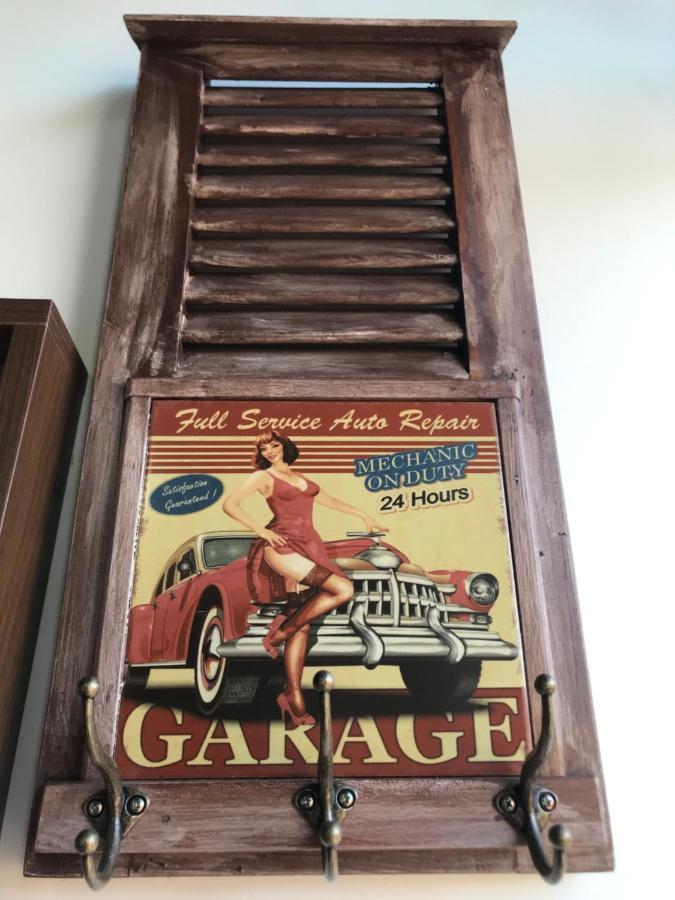 Full Service Auto Repair
MECHANIC
ON DUTY
24 Hours
Satisfaction
Guaranteed !
GARAGE